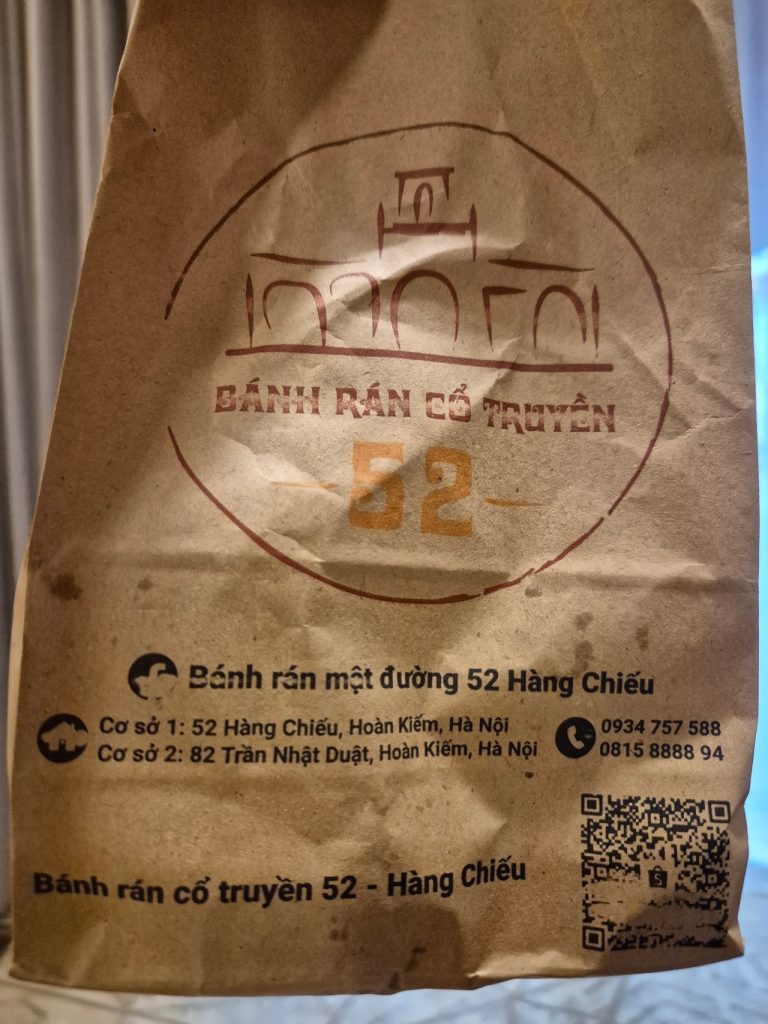 BÁNH RÁN CỔ TRUYỀN
52
Bánh rán mật đường 52 Hàng Chiếu
Cơ sở 1: 52 Hàng Chiếu, Hoàn Kiếm, Hà Nội
0934 757 588
Cơ sở 2: 82 Trần Nhật Duật, Hoàn Kiếm, Hà Nội
0815 8888 94
Bánh rán cổ truyền 52 - Hàng Chiếu